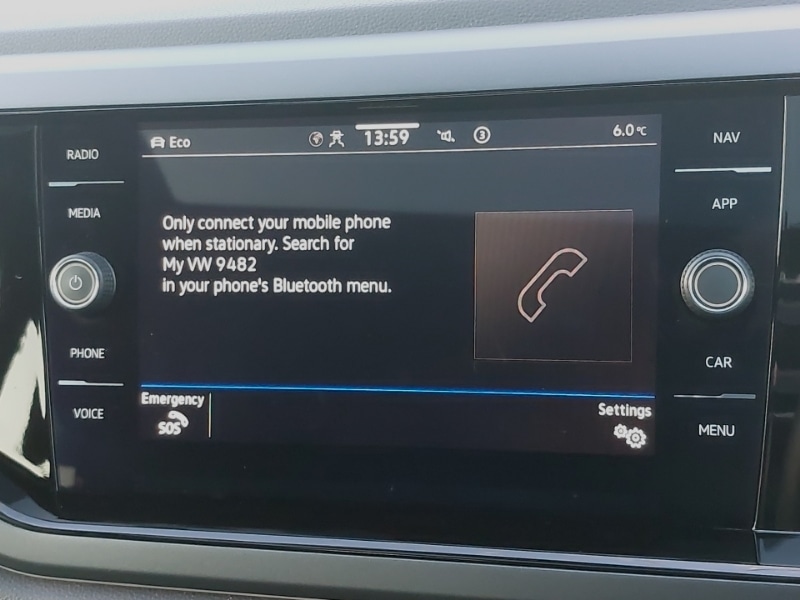 RADIO
MEDIA
PHONE
VOICE
Eco
13:59
3
6.0°C
Only connect your mobile phone
when stationary. Search for
My VW 9482
in your phone's Bluetooth menu.
Emergency
SOS
Settings
NAV
APP
CAR
MENU